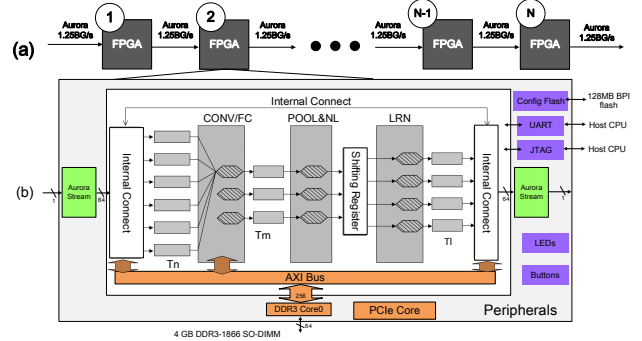 1
2
N-1
N
Aurora
1.25BG/s
Aurora
1.25BG/s
Aurora
1.25BG/s
Aurora
1.25BG/s
Aurora
1.25BG/s
Aurora
1.25BG/s
(a)
FPGA
FPGA
FPGA
FPGA
Internal Connect
Config Flash
128MB BPI
flash
CONV/FC
POOL&NL
LRN
UART
Host CPU
JTAG
Host CPU
(b)
1
Aurora
Stream
64
Internal Connect
Tn
Tm
Shifting Register
Tl
Internal Connect
64
Aurora
Stream
1
LEDs
Buttons
AXI Bus
256
DDR3 Core0
PCIe Core
Peripherals
64
4 GB DDR3-1866 SO-DIMM